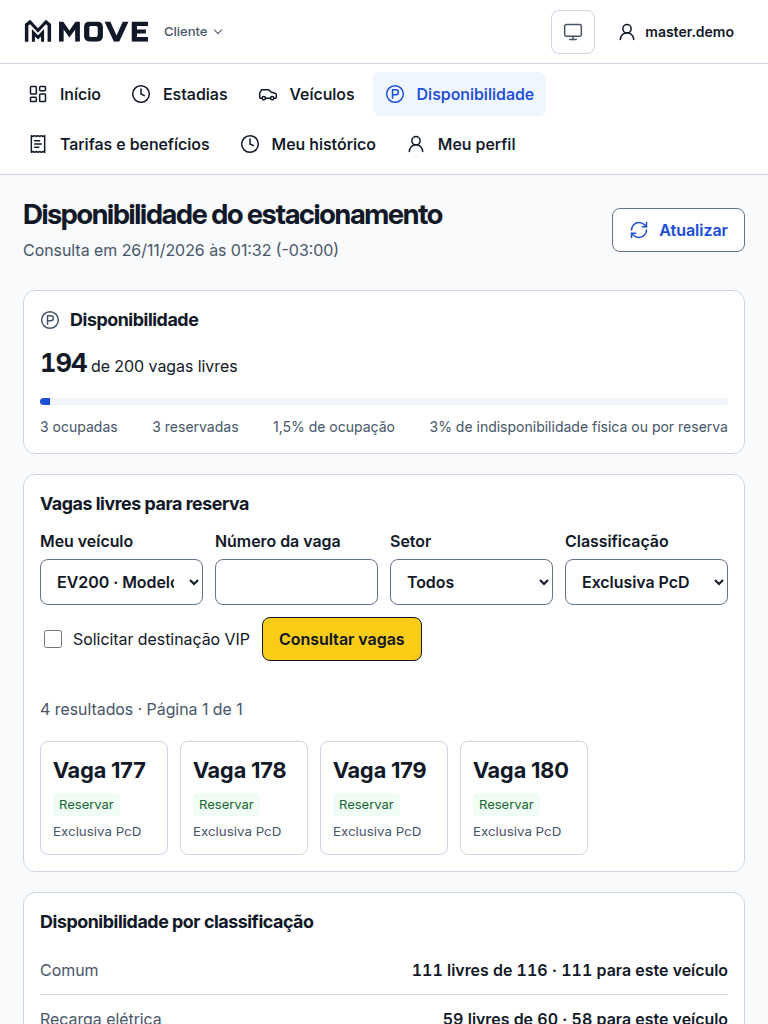 MOVE Cliente master.demo
Início Estadias Veículos Disponibilidade
Tarifas e benefícios Meu histórico Meu perfil
Disponibilidade do estacionamento
Consulta em 26/11/2026 às 01:32 (-03:00)
Atualizar
Disponibilidade
194 de 200 vagas livres
3 ocupadas 3 reservadas 1,5% de ocupação 3% de indisponibilidade física ou por reserva
Vagas livres para reserva
Meu veículo Número da vaga Setor Classificação
EV200 · Modelo Todos Exclusiva PcD
Solicitar destinação VIP Consultar vagas
4 resultados · Página 1 de 1
Vaga 177 Vaga 178 Vaga 179 Vaga 180
Reservar Reservar Reservar Reservar
Exclusiva PcD Exclusiva PcD Exclusiva PcD Exclusiva PcD
Disponibilidade por classificação
Comum 111 livres de 116 · 111 para este veículo
Recarga elétrica 59 livres de 60 · 58 para este veículo